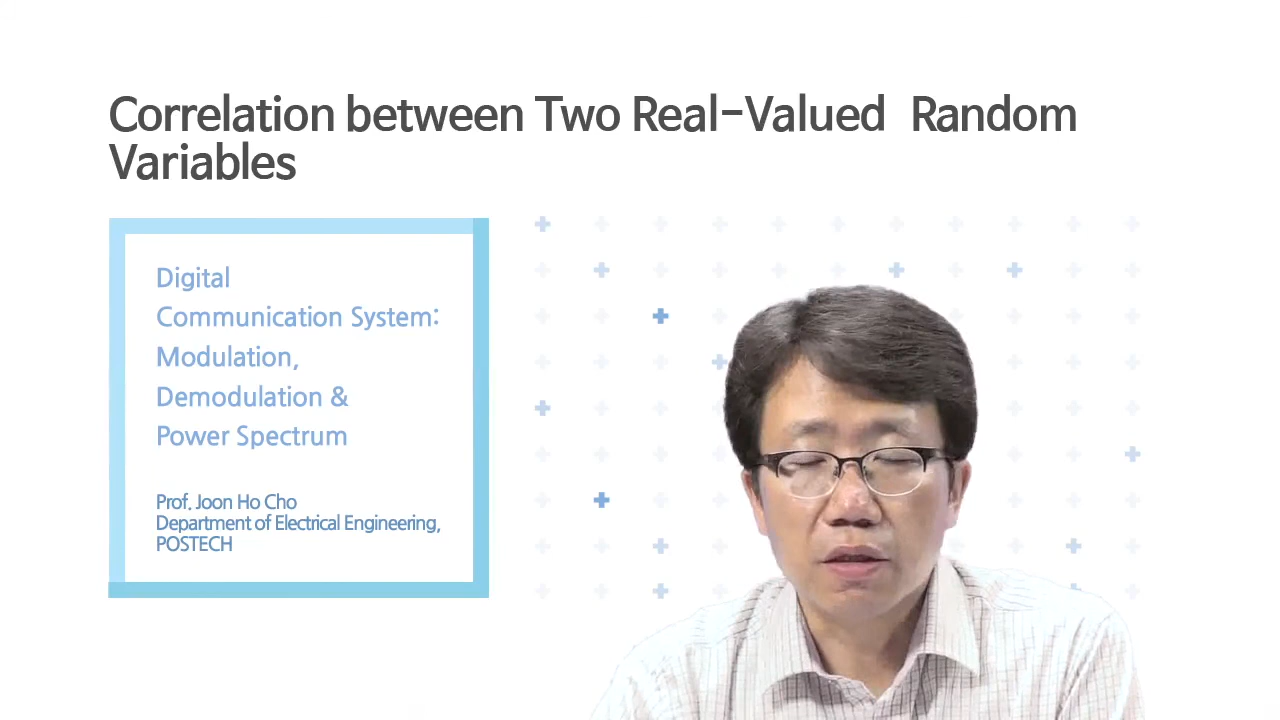 Correlation between Two Real-Valued Random
Variables
Digital
Communication System:
Modulation,
Demodulation &
Power Spectrum
Prof. Joon Ho Cho
Department of Electrical Engineering,
POSTECH